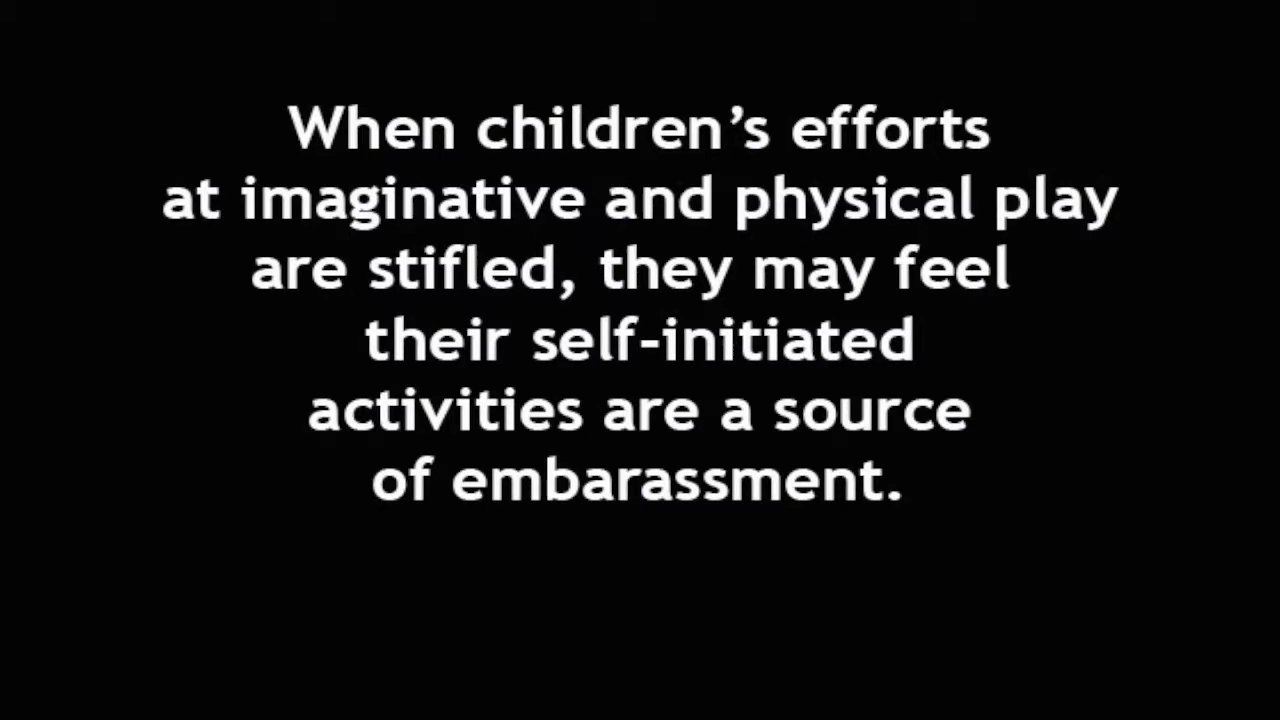 When children’s efforts
at imaginative and physical play
are stifled, they may feel
their self-initiated
activities are a source
of embarassment.